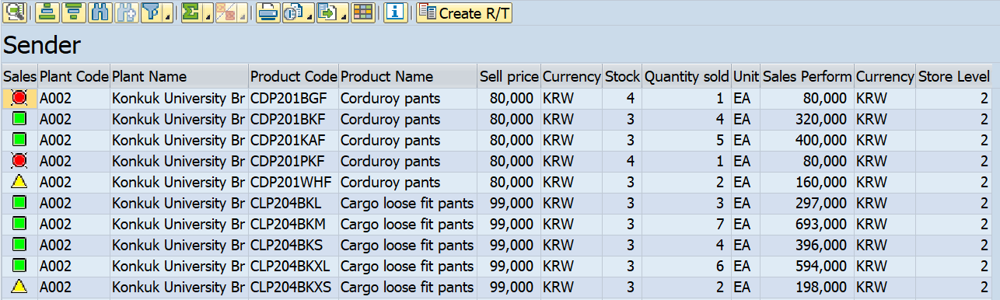 Create R/T
Sender
Sales Plant Code Plant Name Product Code Product Name Sell price Currency Stock Quantity sold Unit Sales Perform Currency Store Level
A002 Konkuk University Br CDP201BGF Corduroy pants 80,000 KRW 4 1 EA 80,000 KRW 2
A002 Konkuk University Br CDP201BKF Corduroy pants 80,000 KRW 3 4 EA 320,000 KRW 2
A002 Konkuk University Br CDP201KAF Corduroy pants 80,000 KRW 3 5 EA 400,000 KRW 2
A002 Konkuk University Br CDP201PKF Corduroy pants 80,000 KRW 4 1 EA 80,000 KRW 2
A002 Konkuk University Br CDP201WHF Corduroy pants 80,000 KRW 3 2 EA 160,000 KRW 2
A002 Konkuk University Br CLP204BKL Cargo loose fit pants 99,000 KRW 3 3 EA 297,000 KRW 2
A002 Konkuk University Br CLP204BKM Cargo loose fit pants 99,000 KRW 3 7 EA 693,000 KRW 2
A002 Konkuk University Br CLP204BKS Cargo loose fit pants 99,000 KRW 3 4 EA 396,000 KRW 2
A002 Konkuk University Br CLP204BKXL Cargo loose fit pants 99,000 KRW 3 6 EA 594,000 KRW 2
A002 Konkuk University Br CLP204BKXS Cargo loose fit pants 99,000 KRW 3 2 EA 198,000 KRW 2